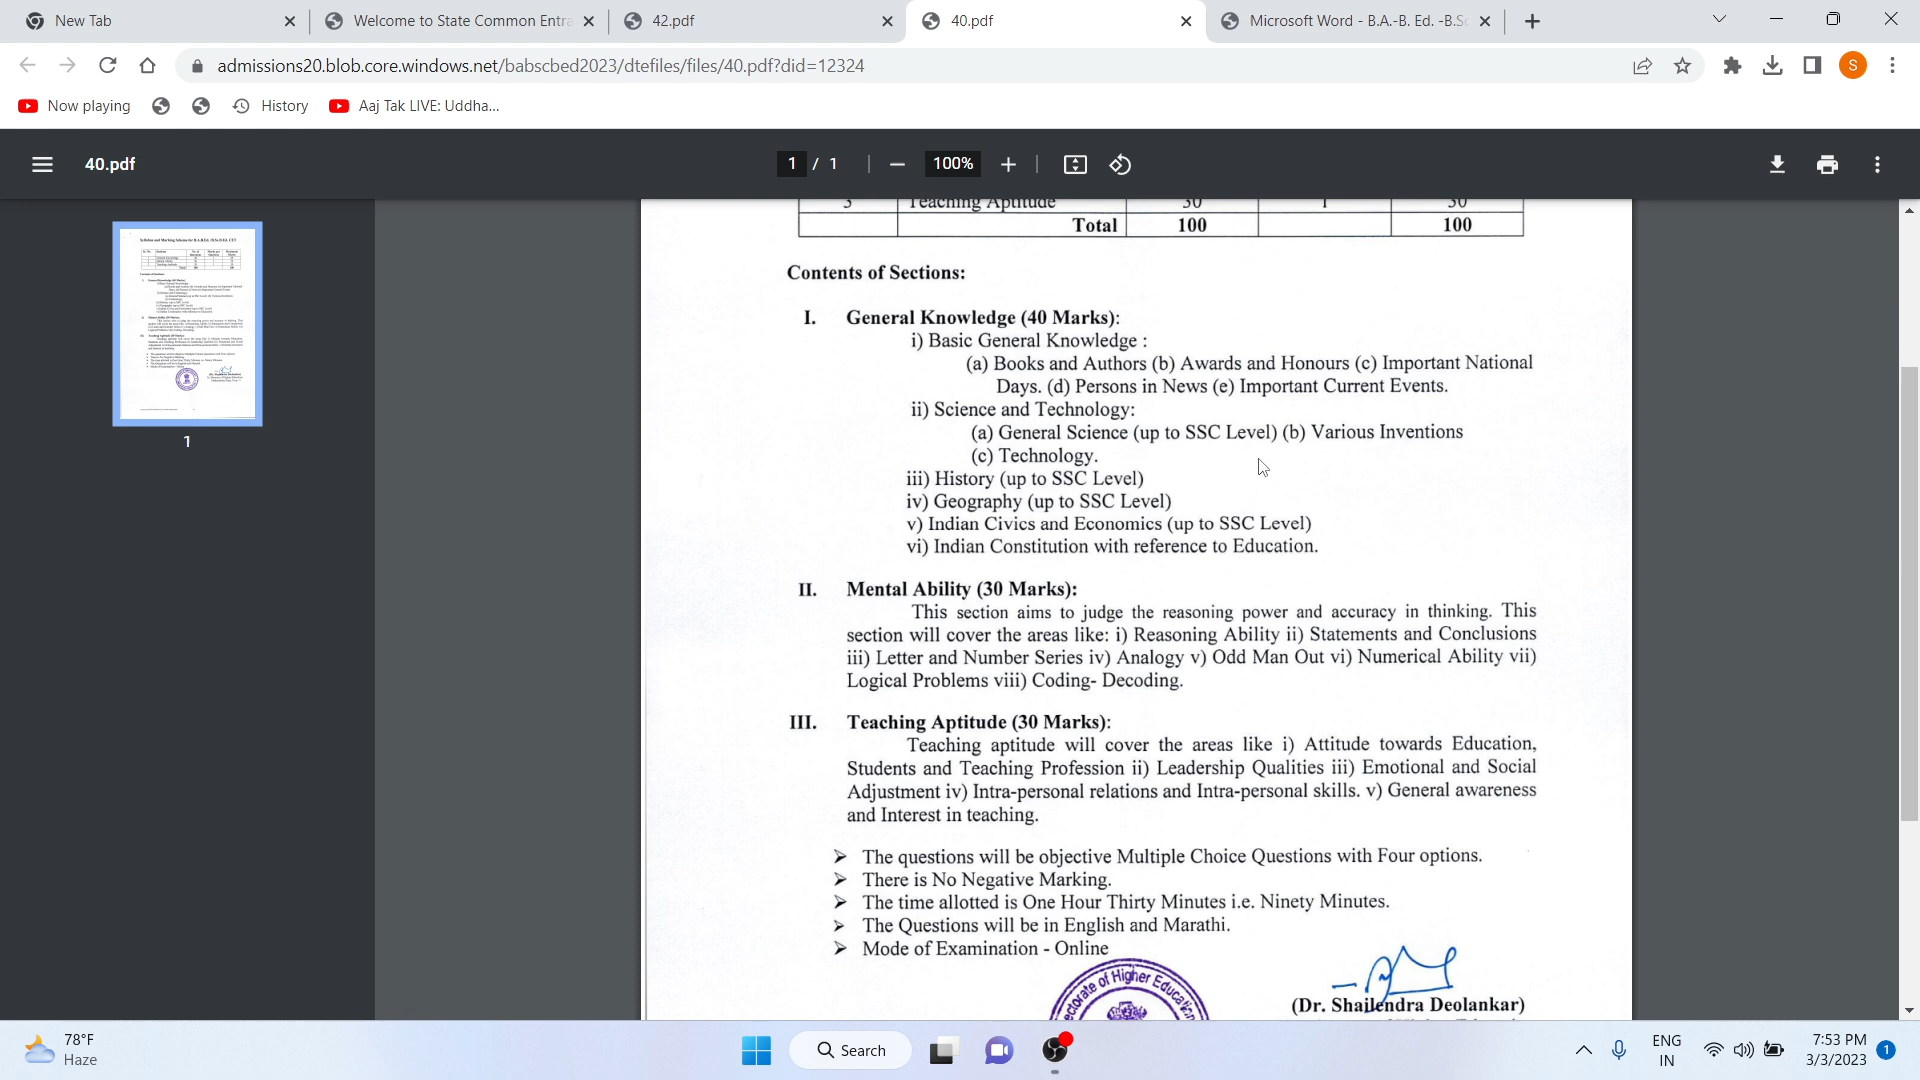 New Tab
Welcome to State Common Entra
42.pdf
40.pdf
Microsoft Word - B.A.-B. Ed. -B.Sc
admissions20.blob.core.windows.net/babscbed2023/dtefiles/files/40.pdf?did=12324
S
Now playing
History
Aaj Tak LIVE: Uddha...
40.pdf
1 / 1
100%
3 Teaching Aptitude 30 1 30
Total 100 100
Contents of Sections:
I. General Knowledge (40 Marks):
i) Basic General Knowledge :
(a) Books and Authors (b) Awards and Honours (c) Important National
Days. (d) Persons in News (e) Important Current Events.
ii) Science and Technology:
(a) General Science (up to SSC Level) (b) Various Inventions
(c) Technology.
iii) History (up to SSC Level)
iv) Geography (up to SSC Level)
v) Indian Civics and Economics (up to SSC Level)
vi) Indian Constitution with reference to Education.
II. Mental Ability (30 Marks):
This section aims to judge the reasoning power and accuracy in thinking. This
section will cover the areas like: i) Reasoning Ability ii) Statements and Conclusions
iii) Letter and Number Series iv) Analogy v) Odd Man Out vi) Numerical Ability vii)
Logical Problems viii) Coding- Decoding.
III. Teaching Aptitude (30 Marks):
Teaching aptitude will cover the areas like i) Attitude towards Education,
Students and Teaching Profession ii) Leadership Qualities iii) Emotional and Social
Adjustment iv) Intra-personal relations and Intra-personal skills. v) General awareness
and Interest in teaching.
➢ The questions will be objective Multiple Choice Questions with Four options.
➢ There is No Negative Marking.
➢ The time allotted is One Hour Thirty Minutes i.e. Ninety Minutes.
➢ The Questions will be in English and Marathi.
➢ Mode of Examination - Online
ectorate of Higher Education
(Dr. Shailendra Deolankar)
1
78°F
Haze
Search
ENG
IN
7:53 PM
3/3/2023
1